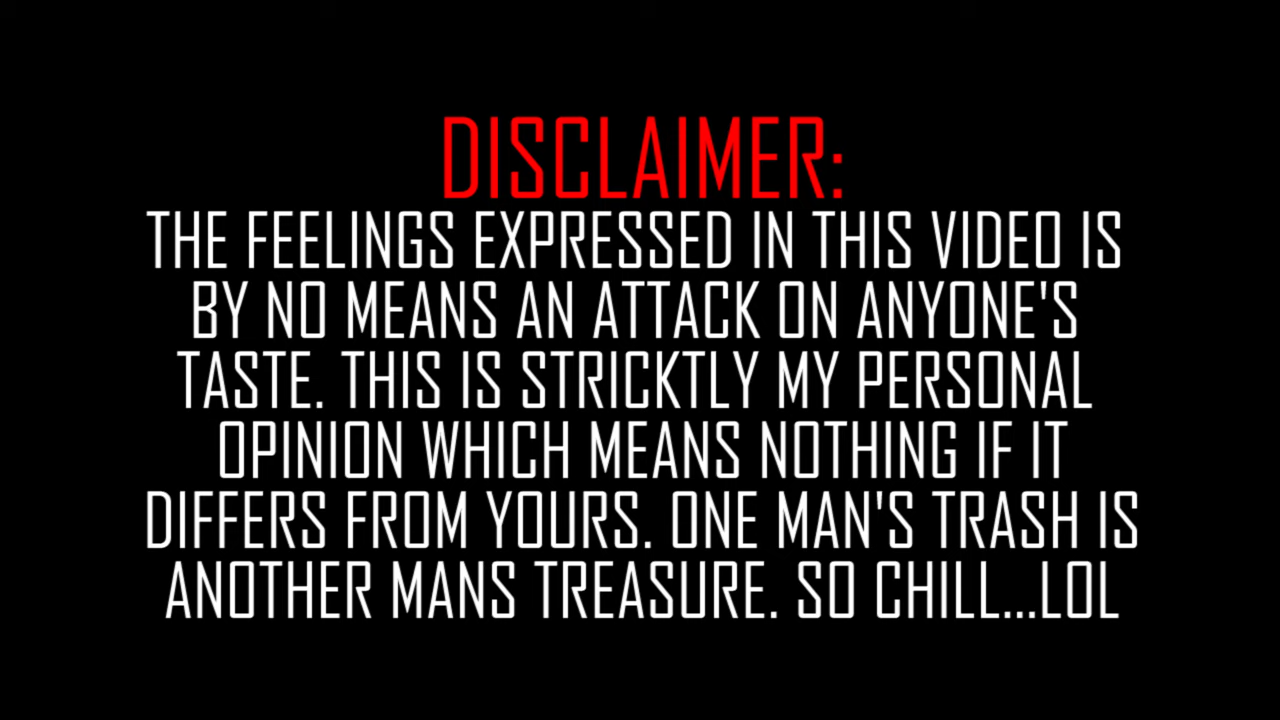 DISCLAIMER:
THE FEELINGS EXPRESSED IN THIS VIDEO IS
BY NO MEANS AN ATTACK ON ANYONE'S
TASTE. THIS IS STRICKTLY MY PERSONAL
OPINION WHICH MEANS NOTHING IF IT
DIFFERS FROM YOURS. ONE MAN'S TRASH IS
ANOTHER MANS TREASURE. SO CHILL...LOL